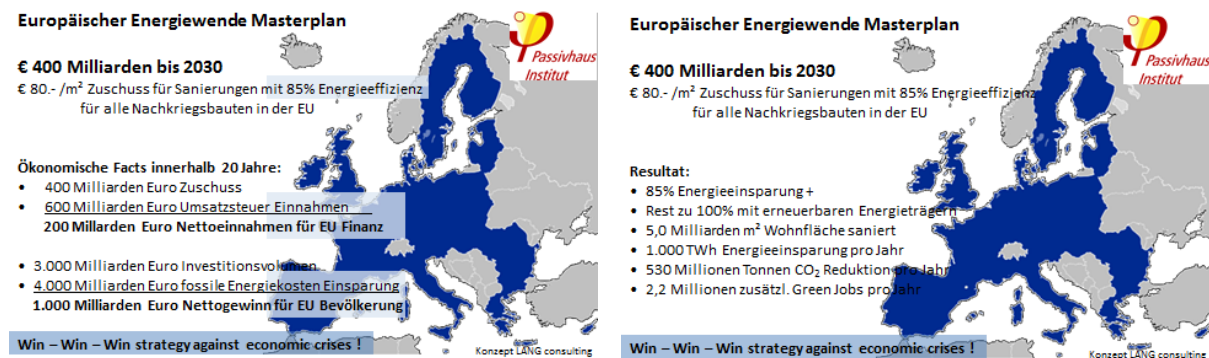 Europäischer Energiewende Masterplan
Passivhaus
Institut
€ 400 Milliarden bis 2030
€ 80.- /m² Zuschuss für Sanierungen mit 85% Energieeffizienz
für alle Nachkriegsbauten in der EU
Ökonomische Facts innerhalb 20 Jahre:
• 400 Milliarden Euro Zuschuss
• 600 Milliarden Euro Umsatzsteuer Einnahmen
200 Millarden Euro Nettoeinnahmen für EU Finanz
• 3.000 Milliarden Euro Investitionsvolumen
• 4.000 Milliarden Euro fossile Energiekosten Einsparung
1.000 Milliarden Euro Nettogewinn für EU Bevölkerung
Win – Win – Win strategy against economic crises !
Konzept LANG consulting
Europäischer Energiewende Masterplan
Passivhaus
Institut
€ 400 Milliarden bis 2030
€ 80.- /m² Zuschuss für Sanierungen mit 85% Energieeffizienz
für alle Nachkriegsbauten in der EU
Resultat:
• 85% Energieeinsparung +
• Rest zu 100% mit erneuerbaren Energieträgern
• 5,0 Milliarden m² Wohnfläche saniert
• 1.000 TWh Energieeinsparung pro Jahr
• 530 Millionen Tonnen CO₂ Reduktion pro Jahr
• 2,2 Millionen zusätzl. Green Jobs pro Jahr
Win – Win – Win strategy against economic crises !
Konzept LANG consulting